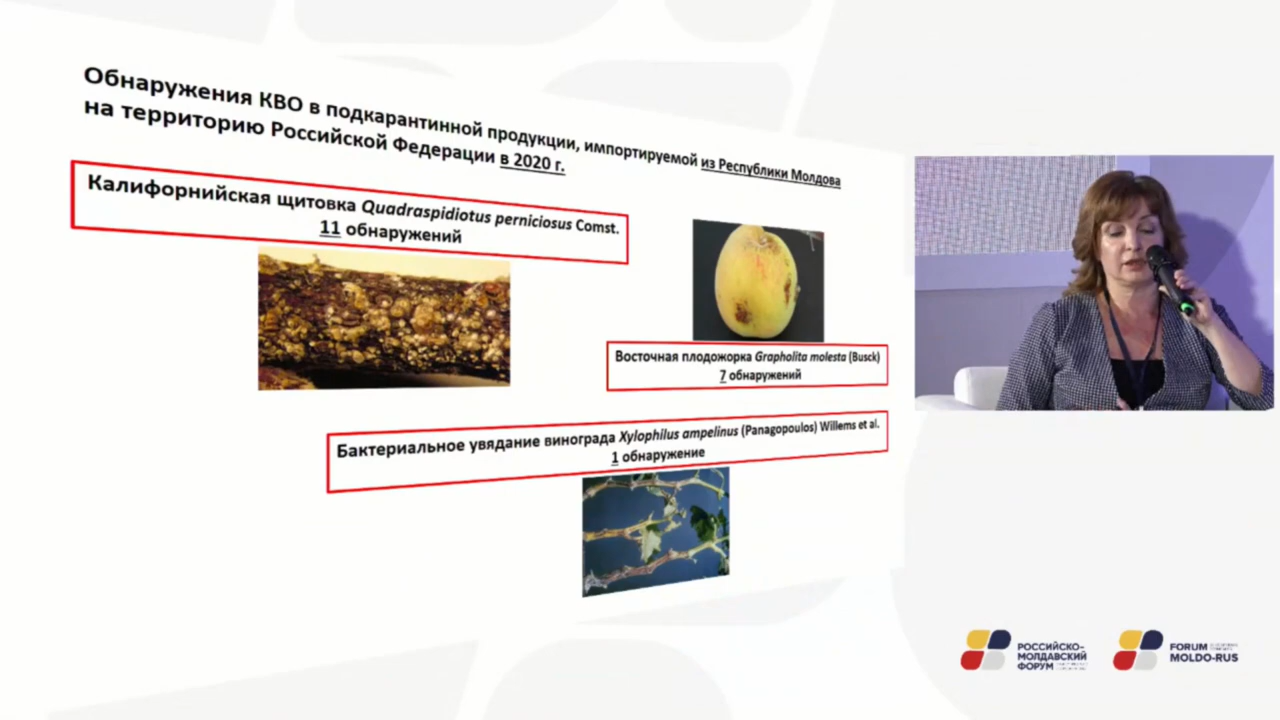 Обнаружения КВО в подкарантинной продукции, импортируемой из Республики Молдова
на территорию Российской Федерации в 2020 г.
Калифорнийская щитовка Quadraspidiotus perniciosus Comst.
11 обнаружений
Восточная плодожорка Grapholita molesta (Busck)
7 обнаружений
Бактериальное увядание винограда Xylophilus ampelinus (Panagopoulos) Willems et al.
1 обнаружение
РОССИЙСКО-
МОЛДАВСКИЙ
ФОРУМ
FORUM
MOLDO-RUS